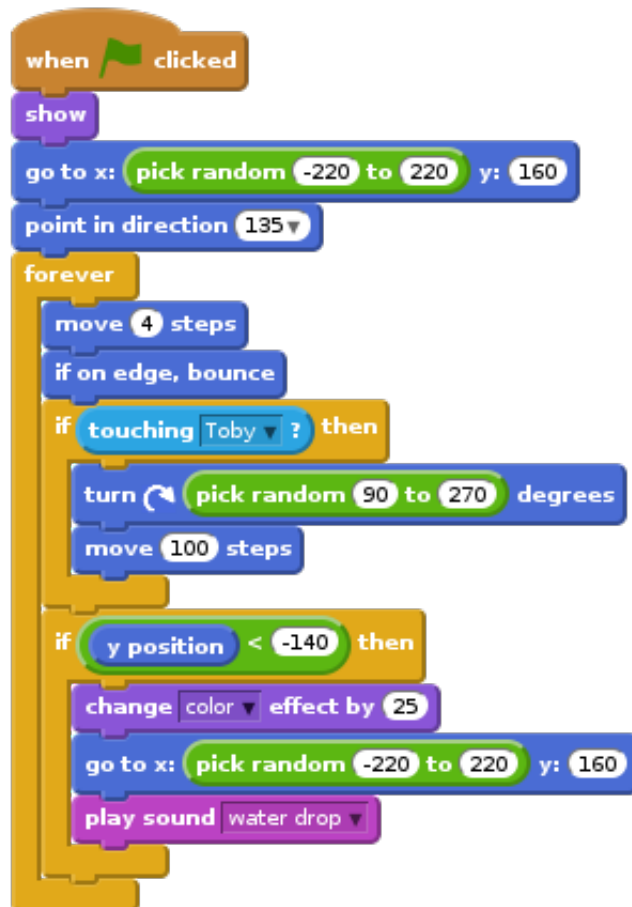 when clicked
show
go to x: pick random -220 to 220 y: 160
point in direction 135
forever
move 4 steps
if on edge, bounce
if touching Toby ? then
turn pick random 90 to 270 degrees
move 100 steps
if y position < -140 then
change color effect by 25
go to x: pick random -220 to 220 y: 160
play sound water drop